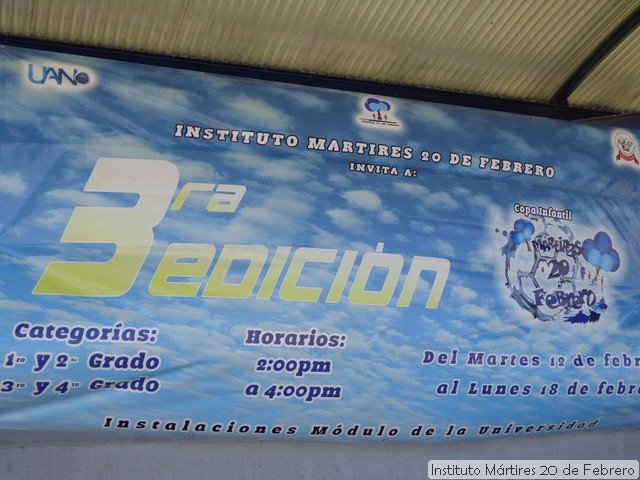 UAN
INSTITUTO MARTIRES 20 DE FEBRERO
INVITA A:
3ra EDICIÓN
Copa Infantil
Mártires
20
Febrero
Categorías:
1ro y 2do Grado
3ro y 4to Grado
Horarios:
2:00pm
a 4:00pm
Del Martes 12 de febr
al Lunes 18 de febre
Instalaciones Módulo de la Universidad
Instituto Mártires 20 de Febrero